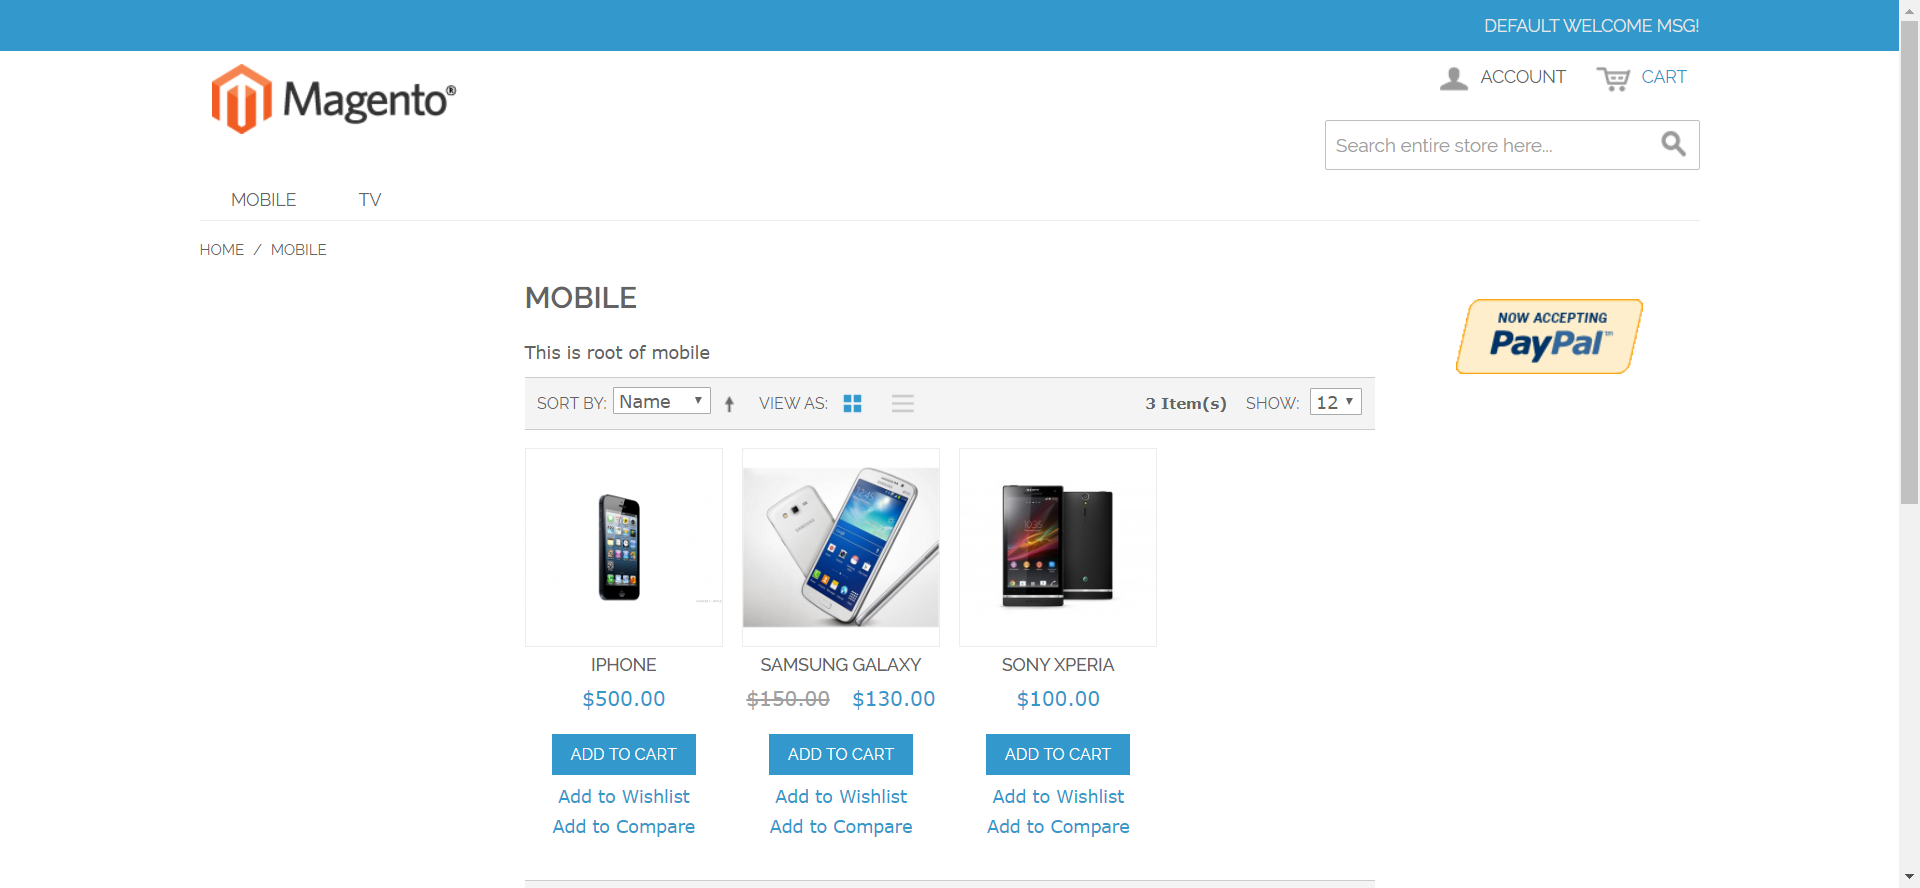 DEFAULT WELCOME MSG!
Magento®
ACCOUNT CART
Search entire store here...
MOBILE TV
HOME / MOBILE
MOBILE
NOW ACCEPTING
PayPal™
This is root of mobile
SORT BY: Name VIEW AS: 3 Item(s) SHOW: 12
IPHONE SAMSUNG GALAXY SONY XPERIA
$500.00 $150.00 $130.00 $100.00
ADD TO CART ADD TO CART ADD TO CART
Add to Wishlist Add to Wishlist Add to Wishlist
Add to Compare Add to Compare Add to Compare